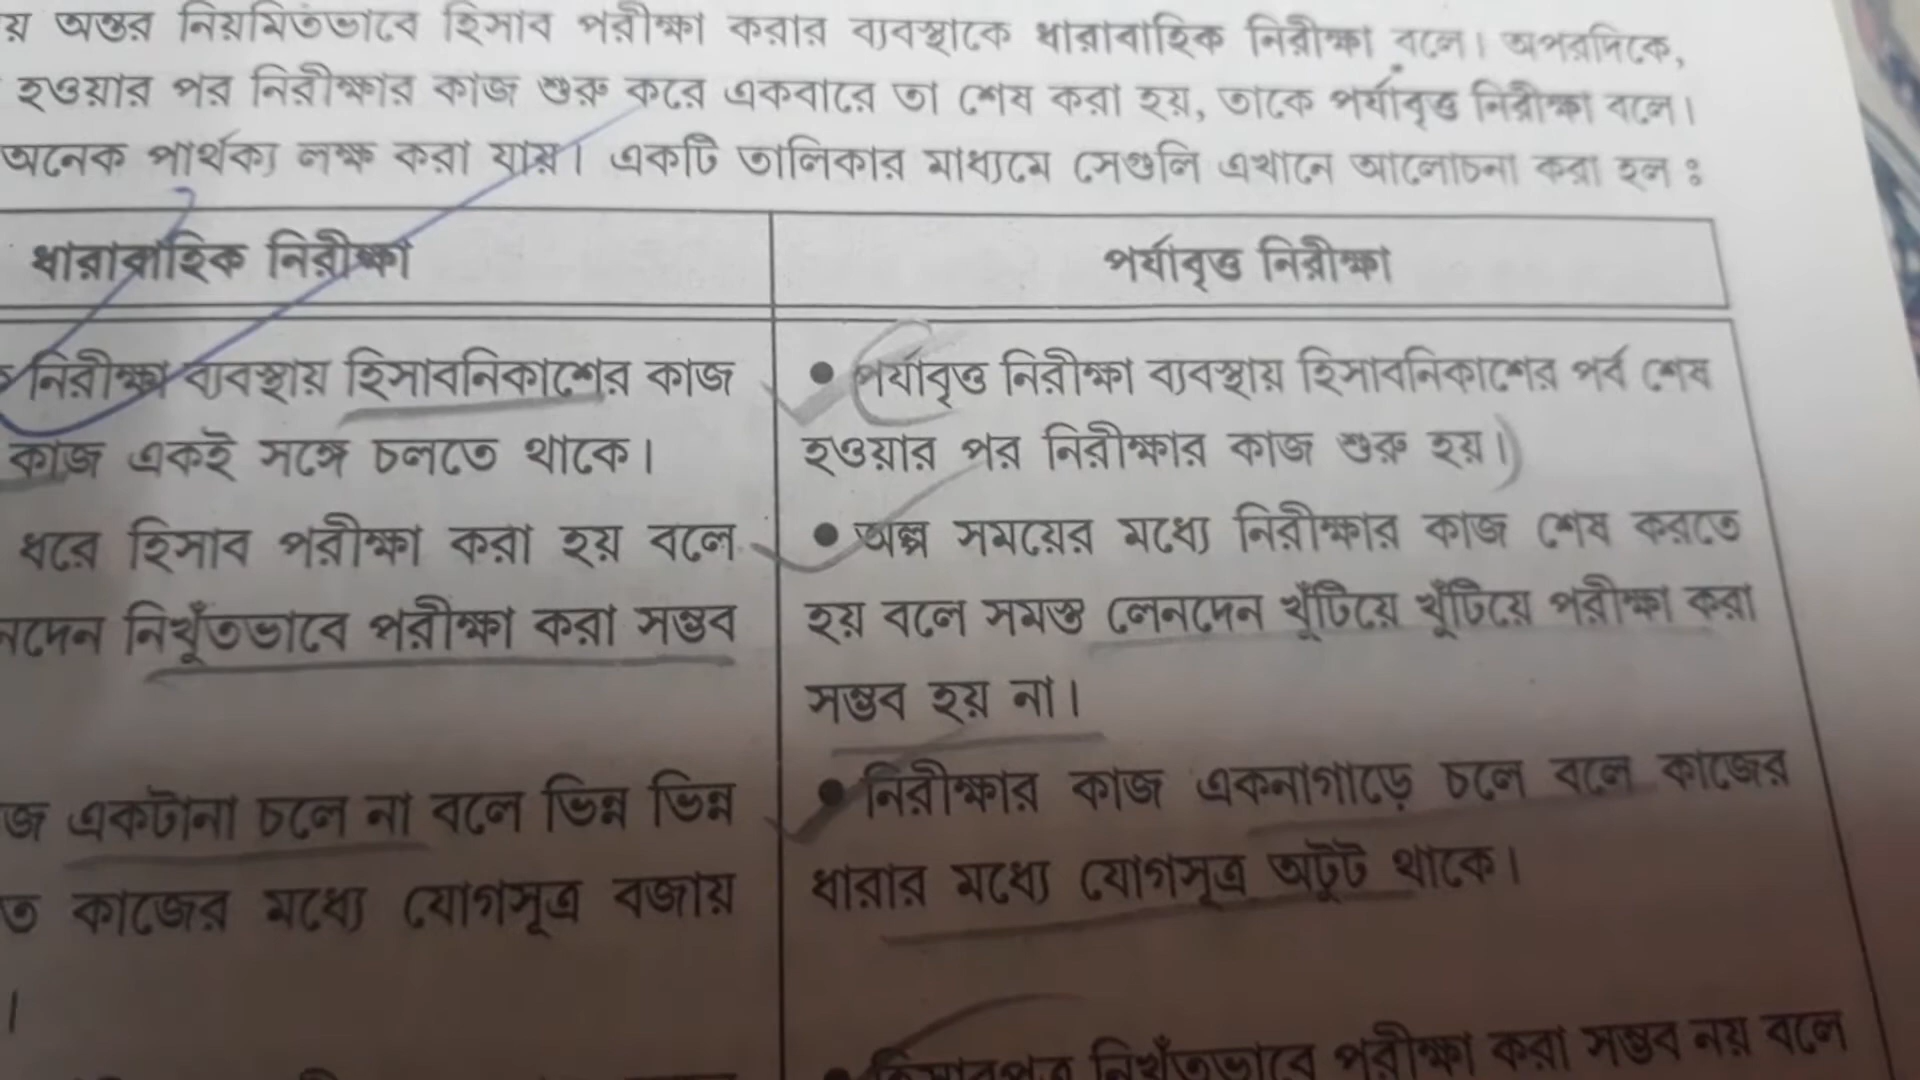 য় অন্তর নিয়মিতভাবে হিসাব পরীক্ষা করার ব্যবস্থাকে ধারাবাহিক নিরীক্ষা বলে। অপরদিকে,
হওয়ার পর নিরীক্ষার কাজ শুরু করে একবারে তা শেষ করা হয়, তাকে পর্যাবৃত্ত নিরীক্ষা বলে।
অনেক পার্থক্য লক্ষ করা যায়। একটি তালিকার মাধ্যমে সেগুলি এখানে আলোচনা করা হল ঃ
ধারাবাহিক নিরীক্ষা
নিরীক্ষা ব্যবস্থায় হিসাবনিকাশের কাজ
কাজ একই সঙ্গে চলতে থাকে।
ধরে হিসাব পরীক্ষা করা হয় বলে
নদেন নিখুঁতভাবে পরীক্ষা করা সম্ভব
জ একটানা চলে না বলে ভিন্ন ভিন্ন
ত কাজের মধ্যে যোগসূত্র বজায়
।
পর্যাবৃত্ত নিরীক্ষা
• পর্যাবৃত্ত নিরীক্ষা ব্যবস্থায় হিসাবনিকাশের পর্ব শেষ
হওয়ার পর নিরীক্ষার কাজ শুরু হয়।
• অল্প সময়ের মধ্যে নিরীক্ষার কাজ শেষ করতে
হয় বলে সমস্ত লেনদেন খুঁটিয়ে খুঁটিয়ে পরীক্ষা করা
সম্ভব হয় না।
• নিরীক্ষার কাজ একনাগাড়ে চলে বলে কাজের
ধারার মধ্যে যোগসূত্র অটুট থাকে।
• হিসাবপত্র নিখুঁতভাবে পরীক্ষা করা সম্ভব নয় বলে